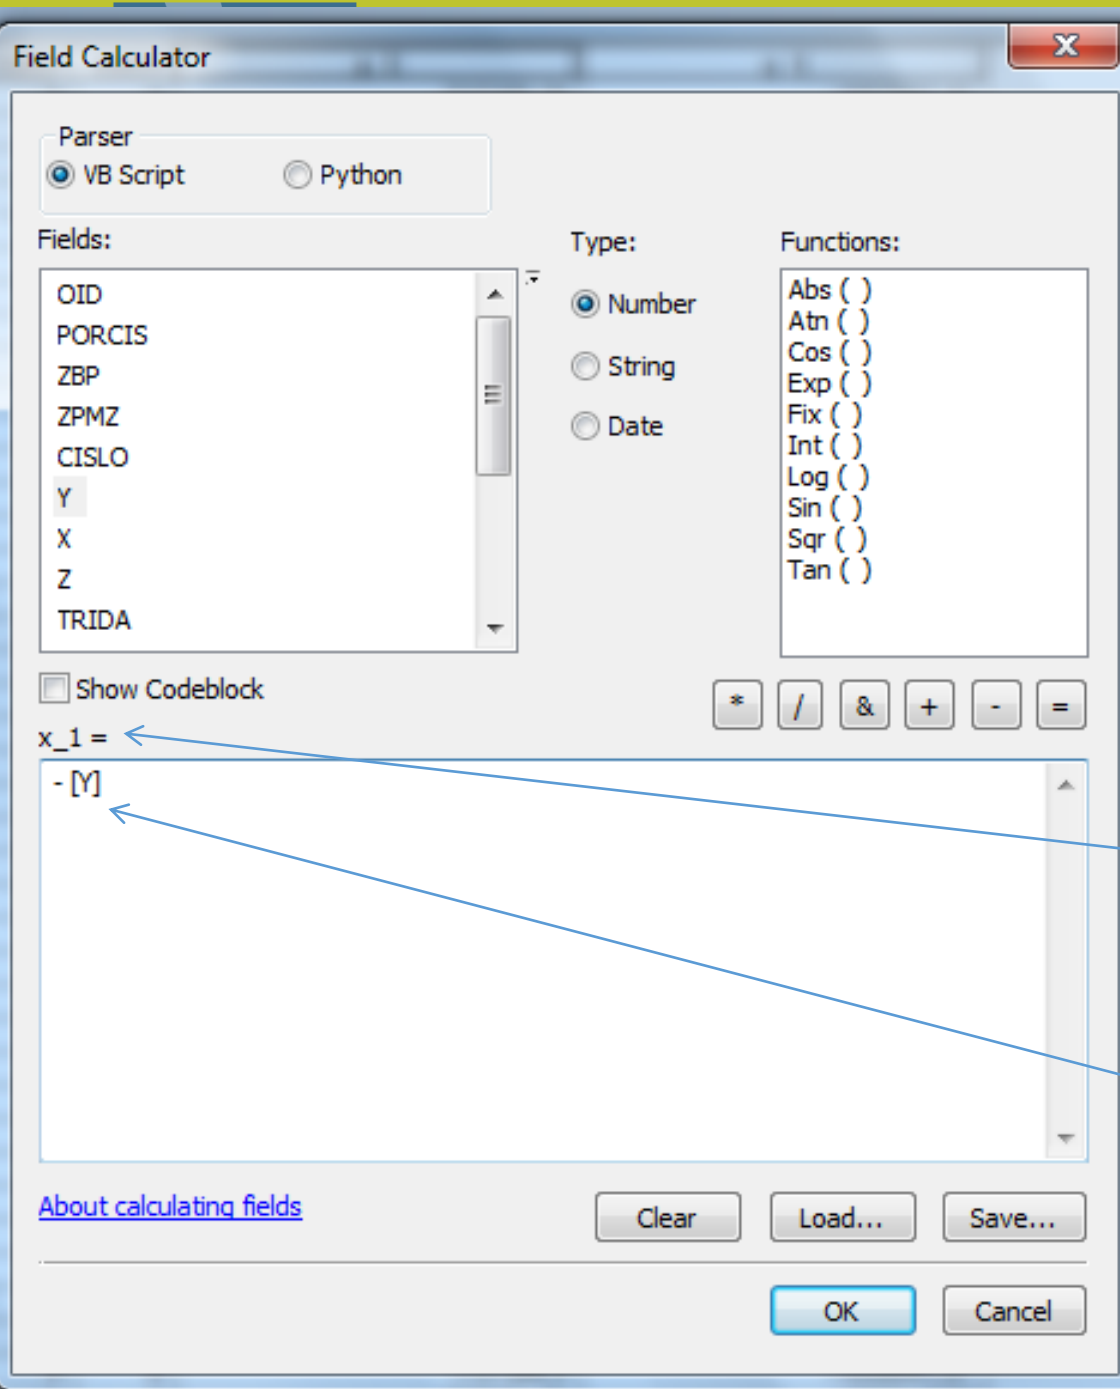 Field Calculator
Parser
VB Script Python
Fields:
OID
PORCIS
ZBP
ZPMZ
CISLO
Y
X
Z
TRIDA
Type:
Number
String
Date
Functions:
Abs ( )
Atn ( )
Cos ( )
Exp ( )
Fix ( )
Int ( )
Log ( )
Sin ( )
Sqr ( )
Tan ( )
Show Codeblock
* / & + - =
x_1 =
- [Y]
About calculating fields
Clear Load... Save...
OK Cancel